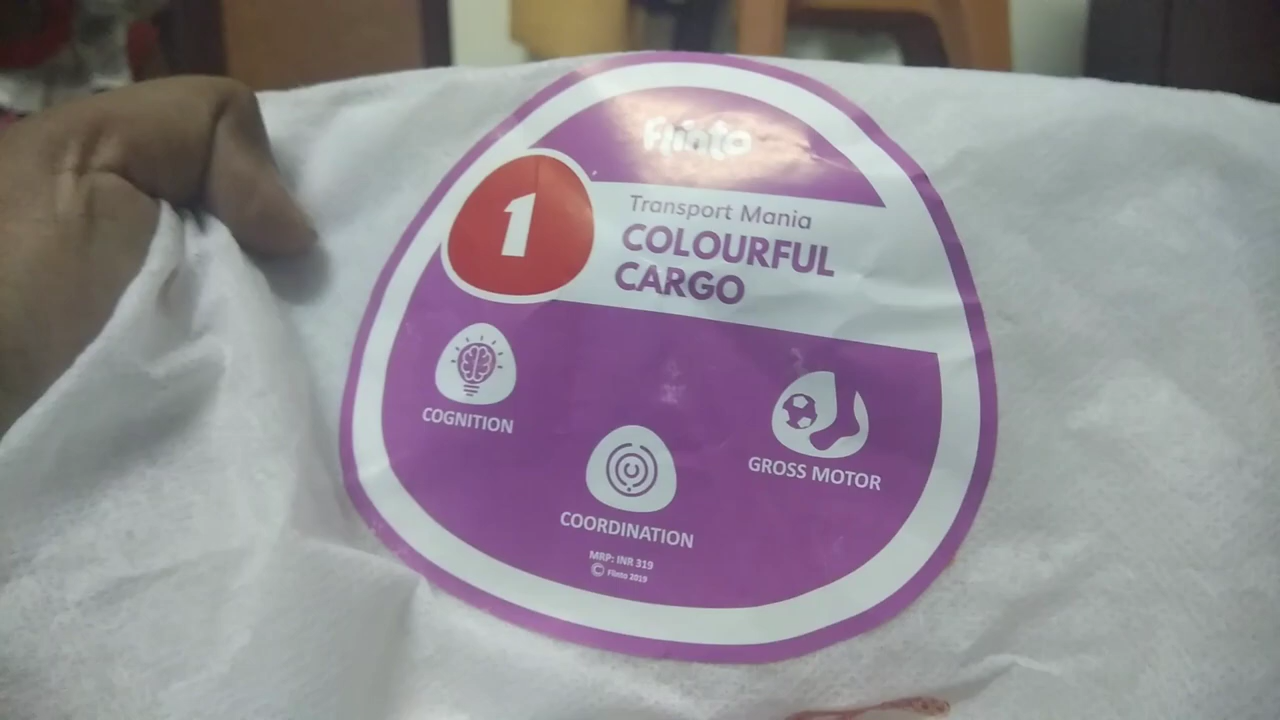 Flinto
1
Transport Mania
COLOURFUL
CARGO
COGNITION
GROSS MOTOR
COORDINATION
MRP: INR 319
© Flinto 2019